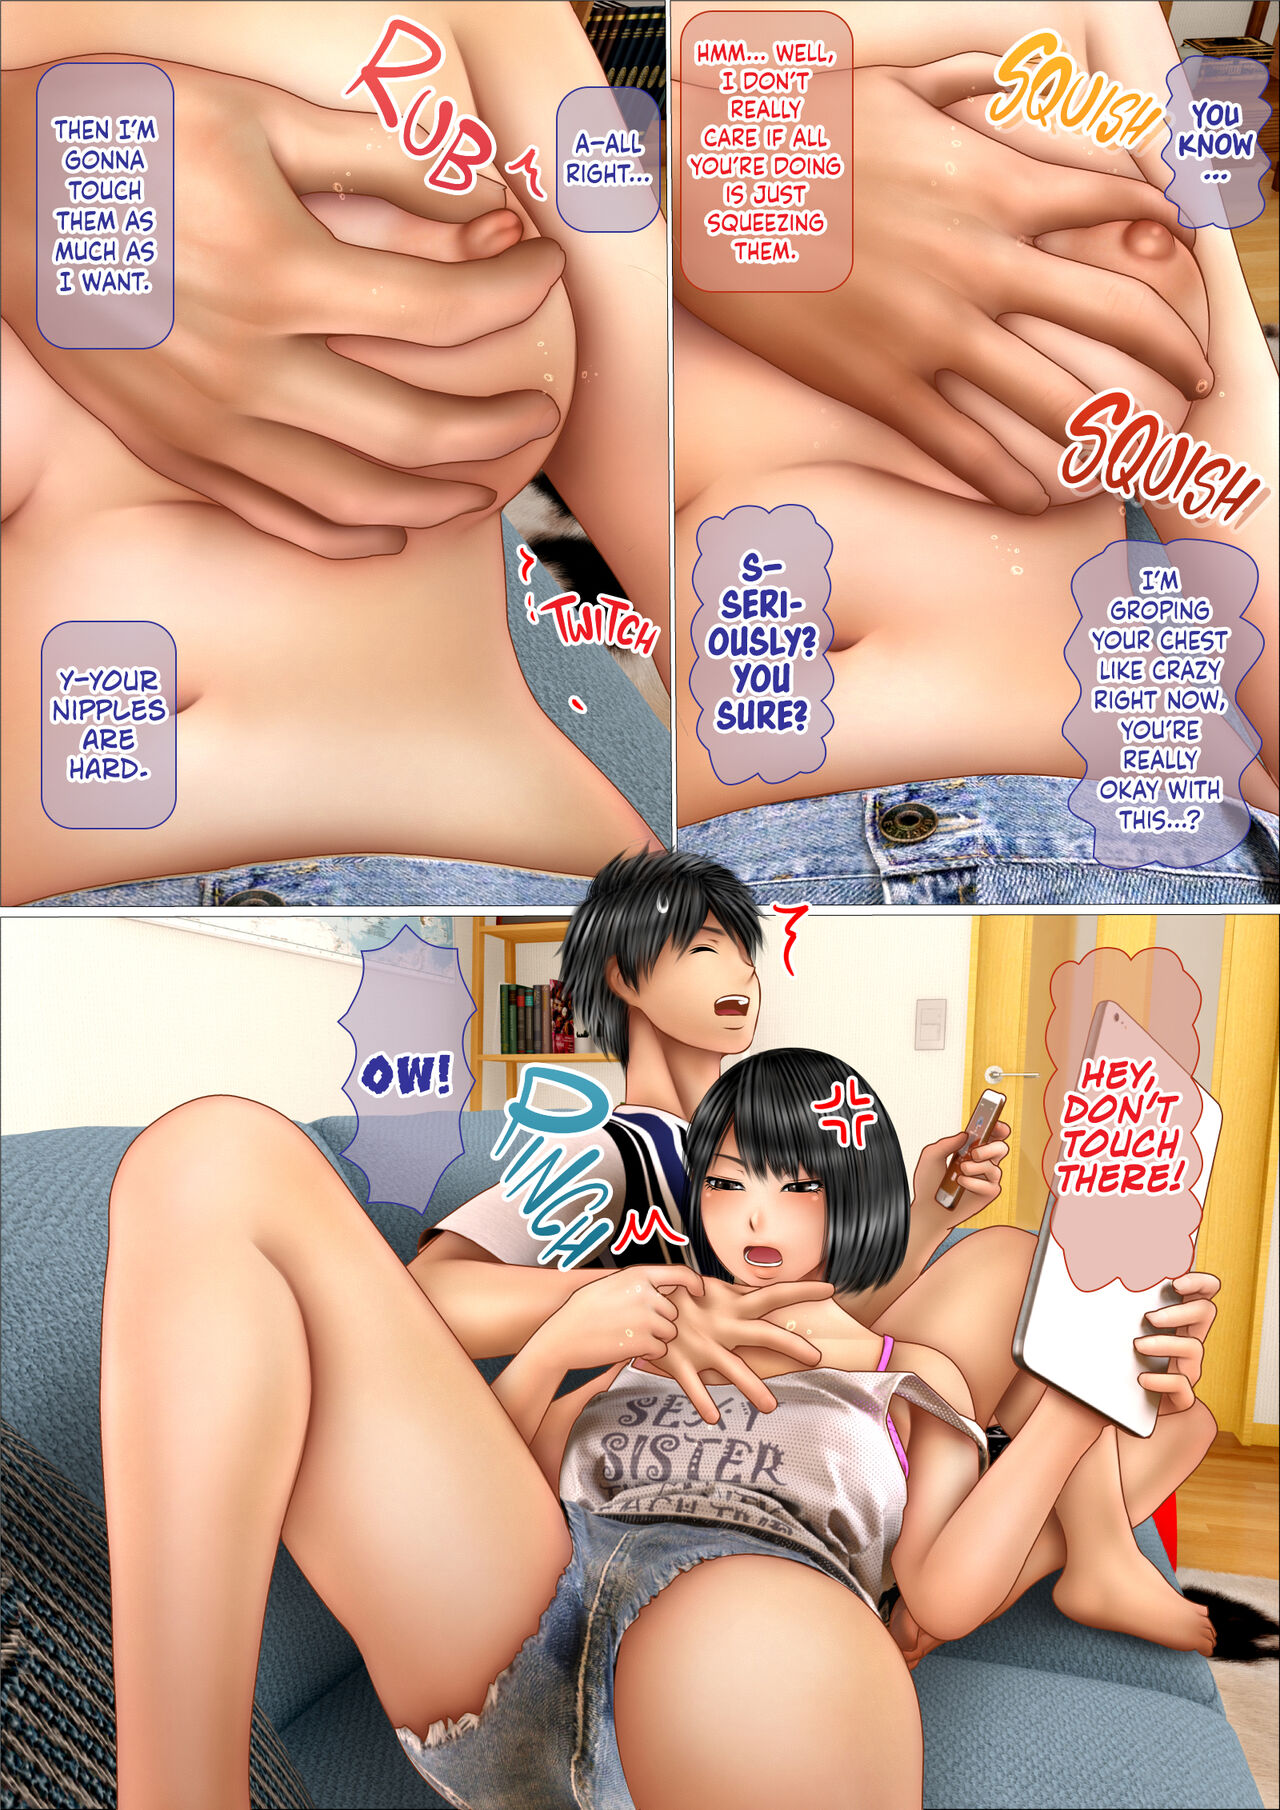 YOU
KNOW
...
SQUISH
HMM... WELL,
I DON'T
REALLY
CARE IF ALL
YOU'RE DOING
IS JUST
SQUEEZING
THEM.
SQUISH
I'M
GROPING
YOUR CHEST
LIKE CRAZY
RIGHT NOW,
YOU'RE
REALLY
OKAY WITH
THIS...?
S-
SERI-
OUSLY?
YOU
SURE?
A-ALL
RIGHT...
RUB
THEN I'M
GONNA
TOUCH
THEM AS
MUCH AS
I WANT.
TWITCH
Y-YOUR
NIPPLES
ARE
HARD.
HEY,
DON'T
TOUCH
THERE!
OW!
PINCH
SEXY
SISTER